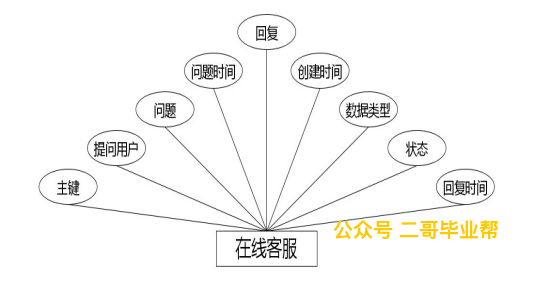 回复
问题时间
创建时间
问题
数据类型
提问用户
状态
主键
回复时间
公众号 二哥毕业帮
在线客服